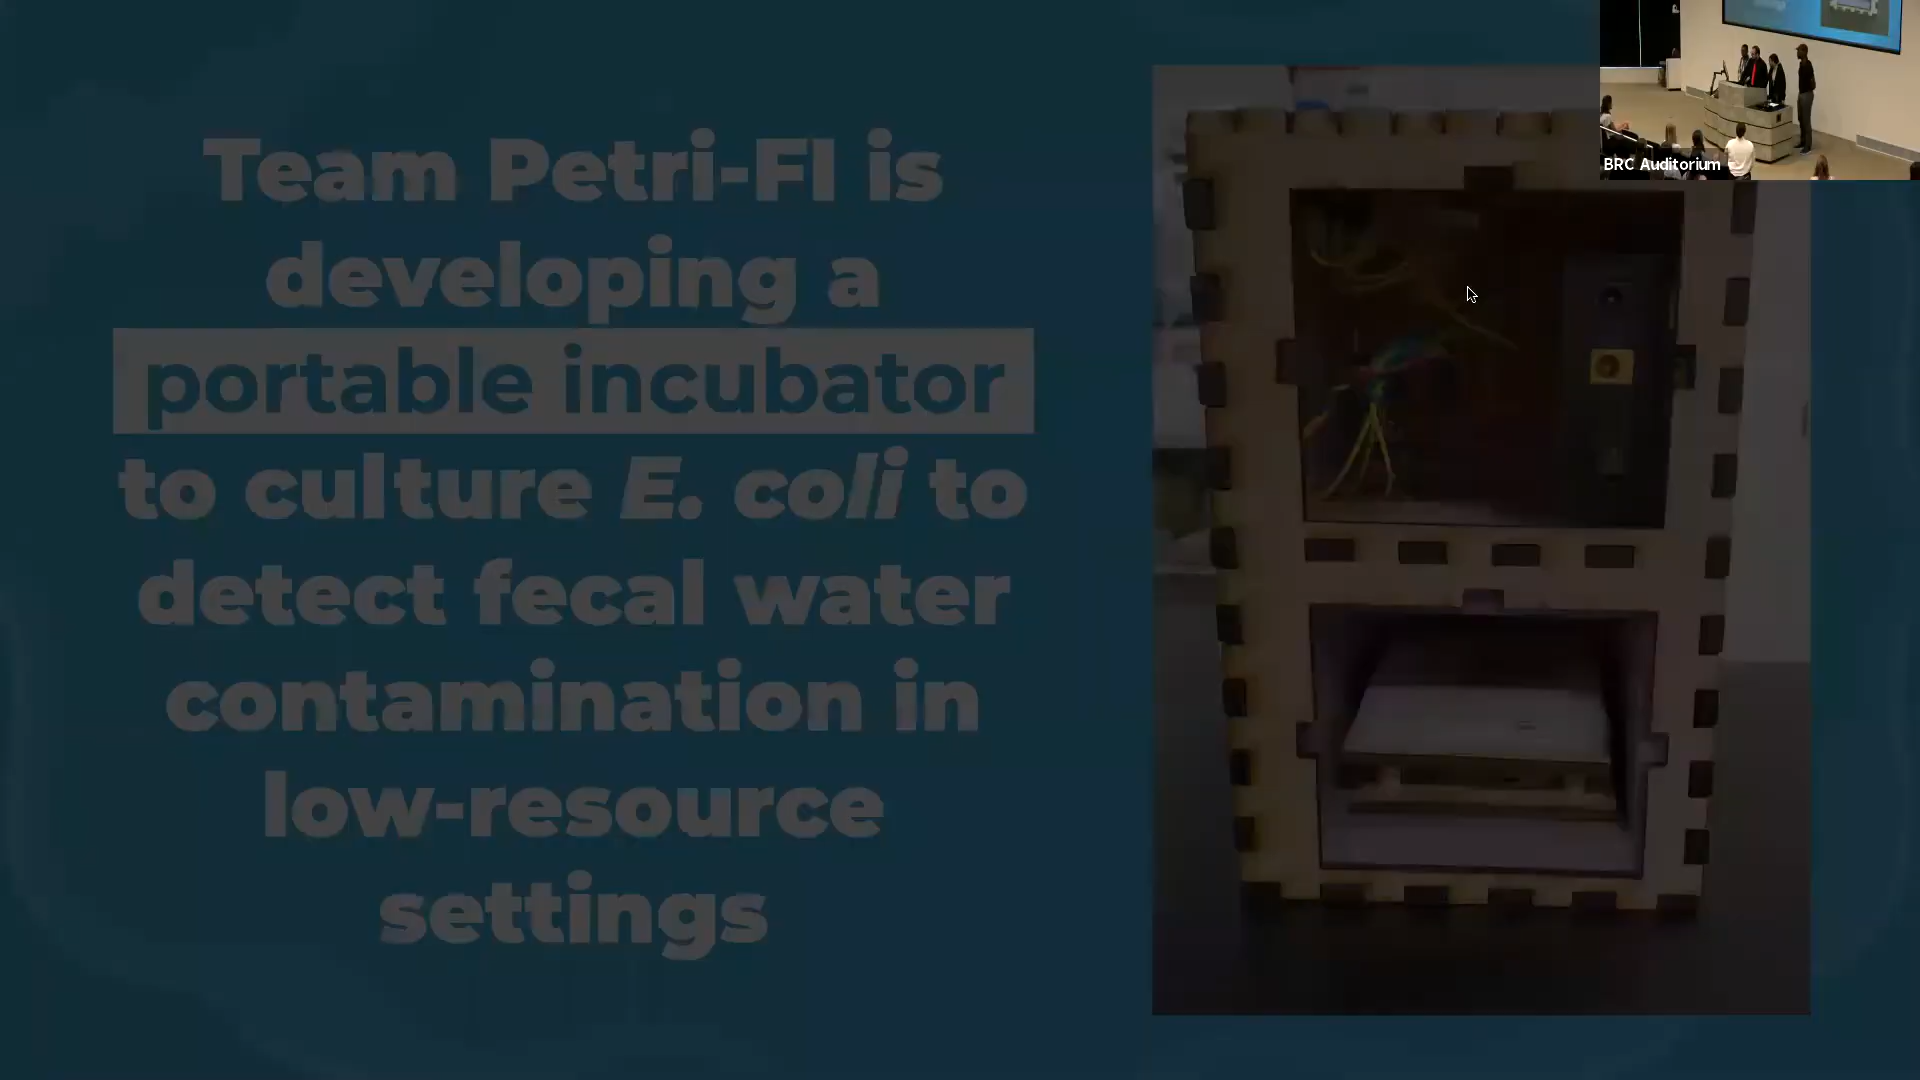 Team Petri-FI is
developing a
portable incubator
to culture E. coli to
detect fecal water
contamination in
low-resource
settings
BRC Auditorium